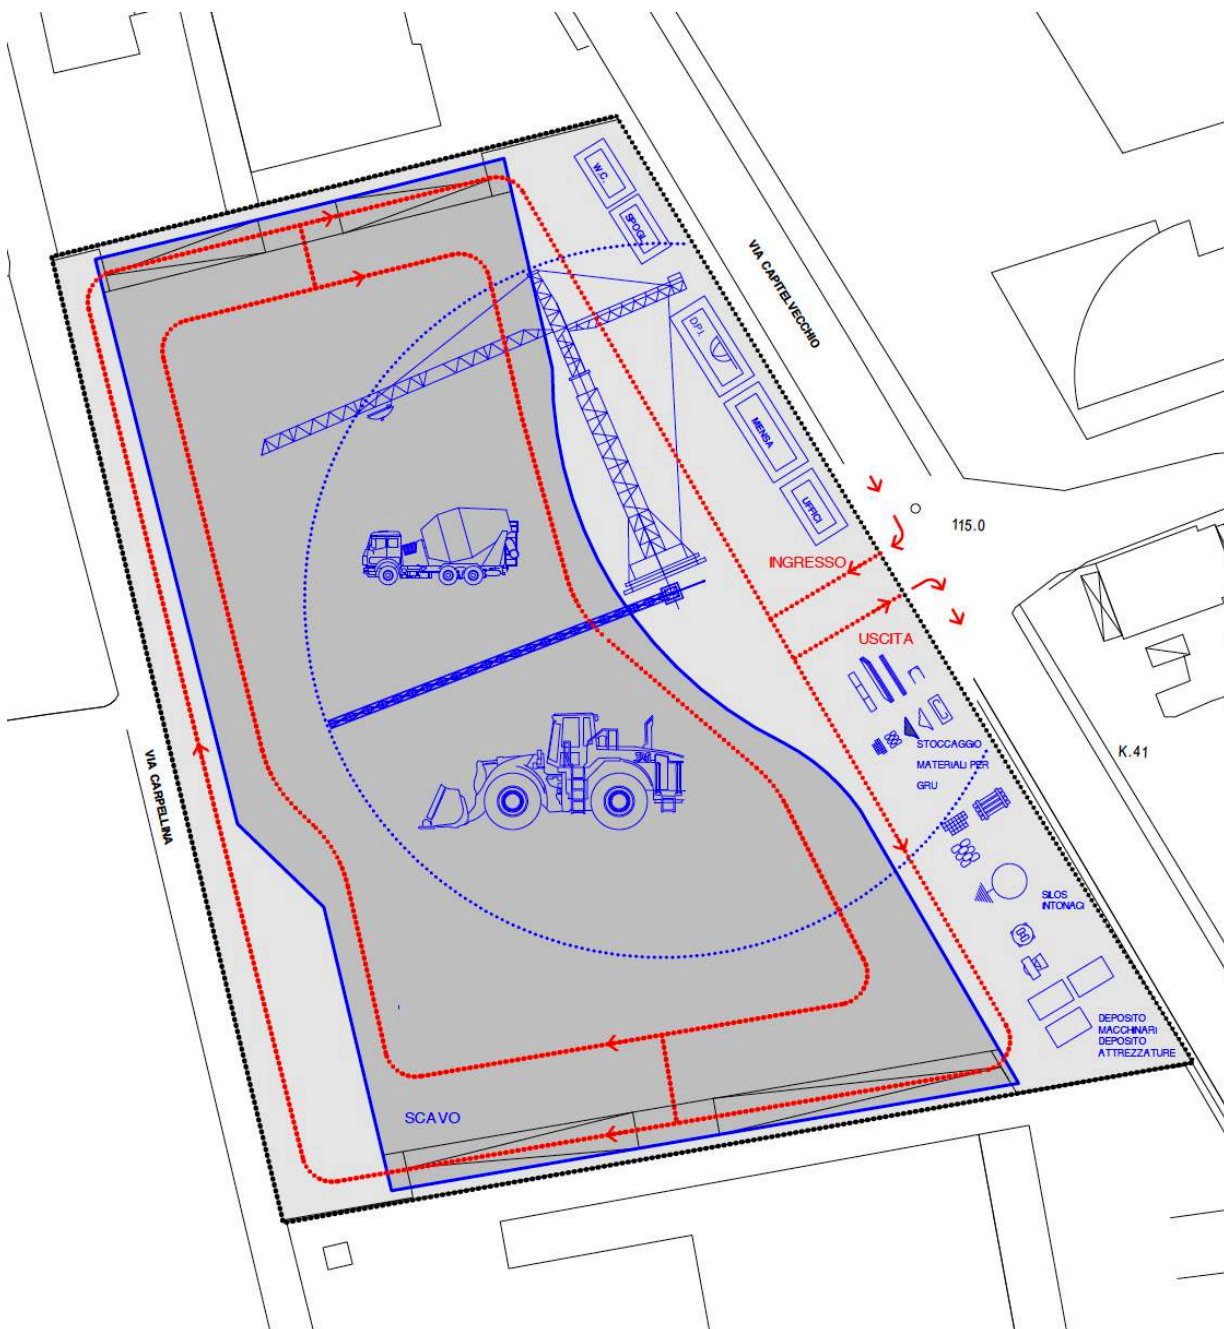 W.C.
SPOGL.
VIA CAPITELVECCHIO
D.P.I.
MENSA
UFFICI
115.0
INGRESSO
USCITA
STOCCAGGIO
MATERIALI PER
GRU
K.41
VIA CARPELLINA
SILOS
INTONACI
DEPOSITO
MACCHINARI
DEPOSITO
ATTREZZATURE
SCAVO